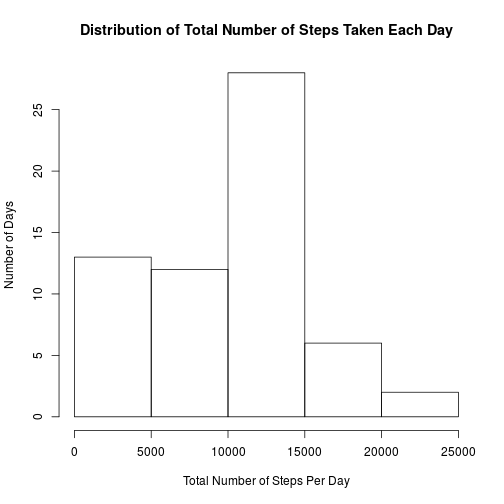 Distribution of Total Number of Steps Taken Each Day
Number of Days
25
20
15
10
5
0
0 5000 10000 15000 20000 25000
Total Number of Steps Per Day